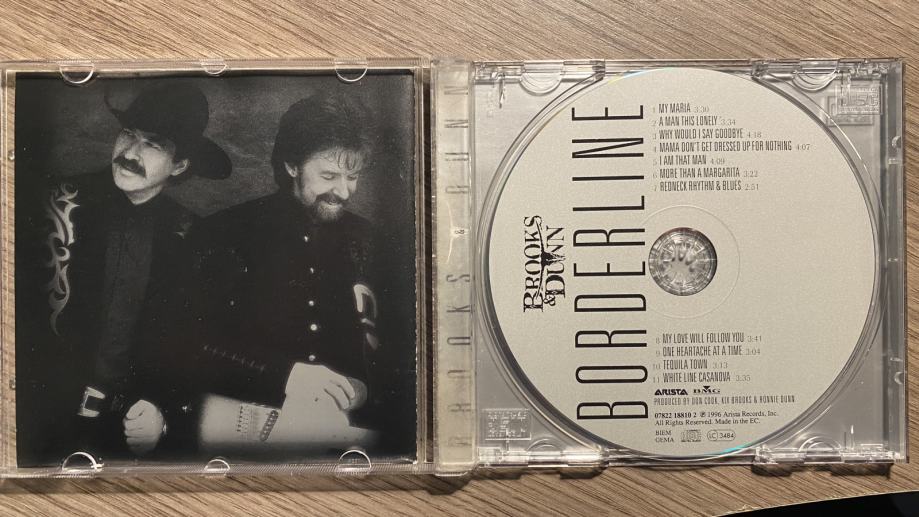 BROOKS & DUNN
BROOKS
& DUNN
BORDERLINE
1 MY MARIA 3:30
2 A MAN THIS LONELY 3:34
3 WHY WOULD I SAY GOODBYE 4:18
4 MAMA DON'T GET DRESSED UP FOR NOTHING 4:07
5 I AM THAT MAN 4:09
6 MORE THAN A MARGARITA 3:22
7 REDNECK RHYTHM & BLUES 2:51
8 MY LOVE WILL FOLLOW YOU 3:41
9 ONE HEARTACHE AT A TIME 3:04
10 TEQUILA TOWN 3:13
11 WHITE LINE CASANOVA 3:35
ARISTA BMG
PRODUCED BY DON COOK, KIX BROOKS & RONNIE DUNN
07822 18810 2 ℗ 1996 Arista Records, Inc.
All Rights Reserved. Made in the EC.
BIEM
GEMA
LC 3484